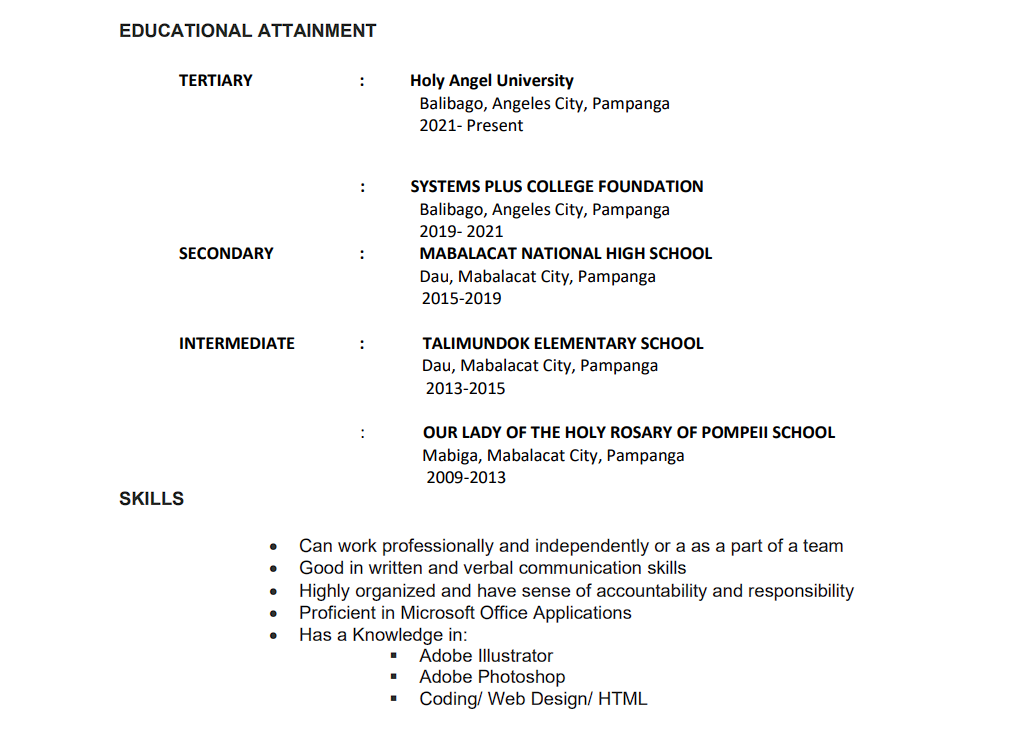 EDUCATIONAL ATTAINMENT
TERTIARY : Holy Angel University
Balibago, Angeles City, Pampanga
2021- Present
: SYSTEMS PLUS COLLEGE FOUNDATION
Balibago, Angeles City, Pampanga
2019- 2021
SECONDARY : MABALACAT NATIONAL HIGH SCHOOL
Dau, Mabalacat City, Pampanga
2015-2019
INTERMEDIATE : TALIMUNDOK ELEMENTARY SCHOOL
Dau, Mabalacat City, Pampanga
2013-2015
: OUR LADY OF THE HOLY ROSARY OF POMPEII SCHOOL
Mabiga, Mabalacat City, Pampanga
2009-2013
SKILLS
• Can work professionally and independently or a as a part of a team
• Good in written and verbal communication skills
• Highly organized and have sense of accountability and responsibility
• Proficient in Microsoft Office Applications
• Has a Knowledge in:
▪ Adobe Illustrator
▪ Adobe Photoshop
▪ Coding/ Web Design/ HTML